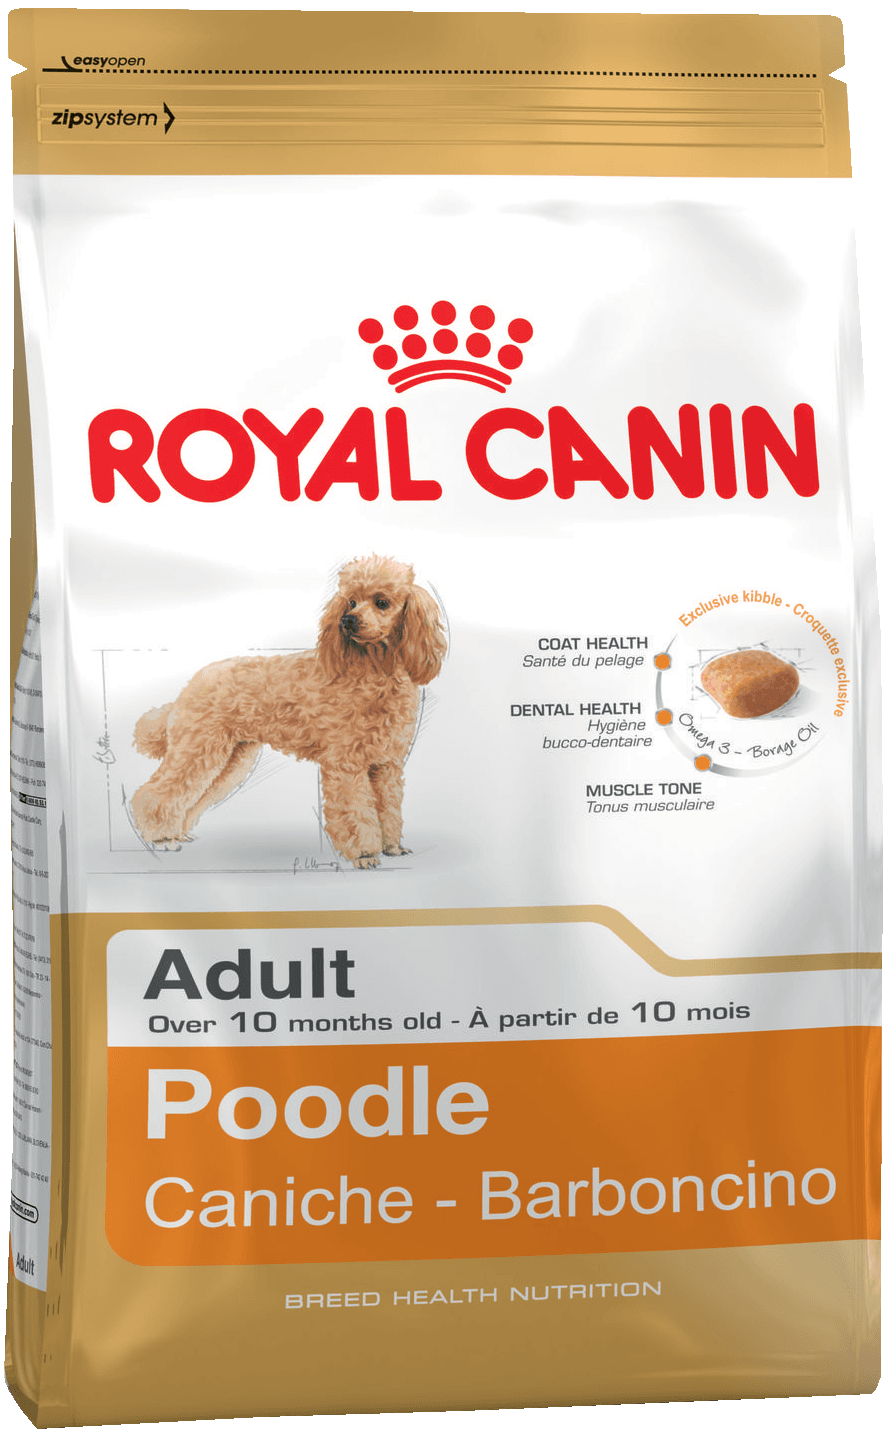 easyopen
zipsystem
ROYAL CANIN
Exclusive kibble - Croquette exclusive
COAT HEALTH
Santé du pelage
DENTAL HEALTH
Hygiène
bucco-dentaire
Omega 3 - Borage Oil
MUSCLE TONE
Tonus musculaire
Adult
Over 10 months old - À partir de 10 mois
Poodle
Caniche - Barboncino
BREED HEALTH NUTRITION
Adult